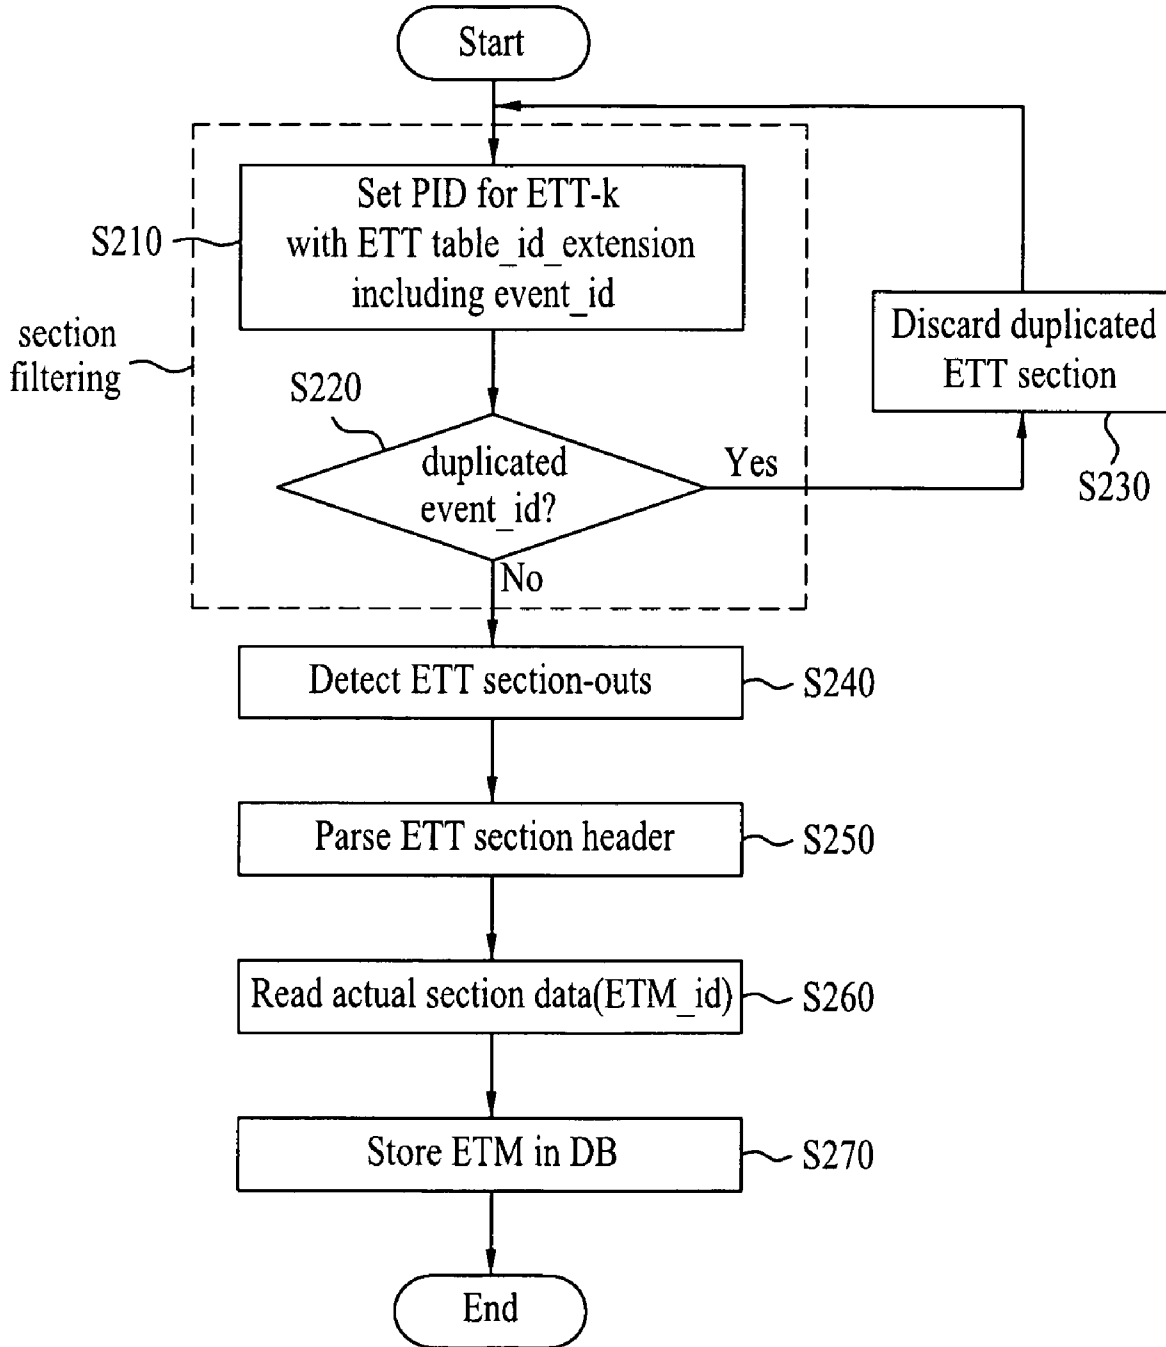 Start
Set PID for ETT-k
with ETT table_id_extension
including event_id
S210
section
filtering
Discard duplicated
ETT section
S230
S220
duplicated
event_id?
Yes
No
Detect ETT section-outs
S240
Parse ETT section header
S250
Read actual section data(ETM_id)
S260
Store ETM in DB
S270
End